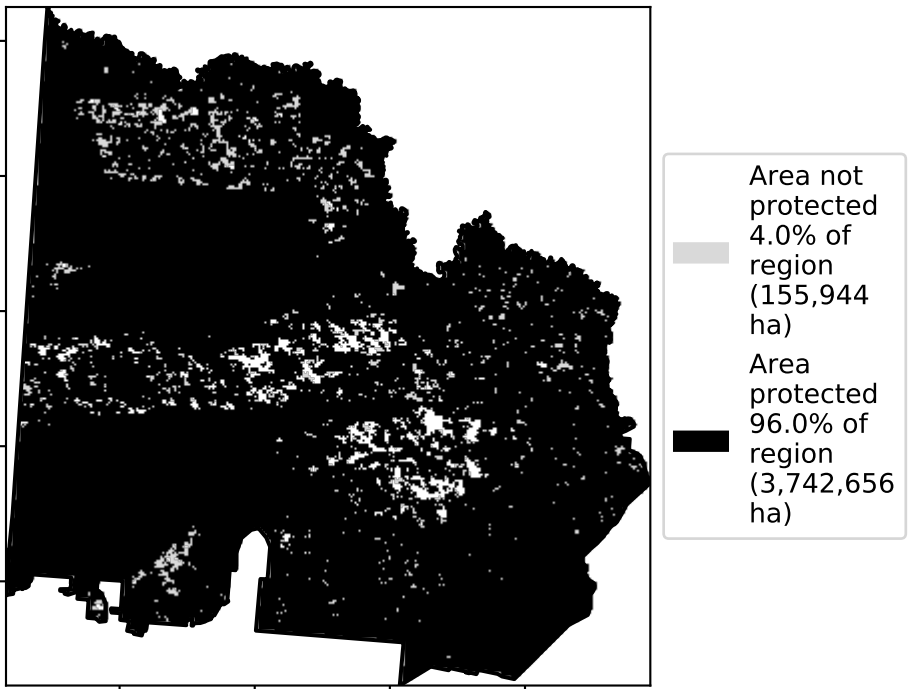 Area not
protected
4.0% of
region
(155,944
ha)
Area
protected
96.0% of
region
(3,742,656
ha)